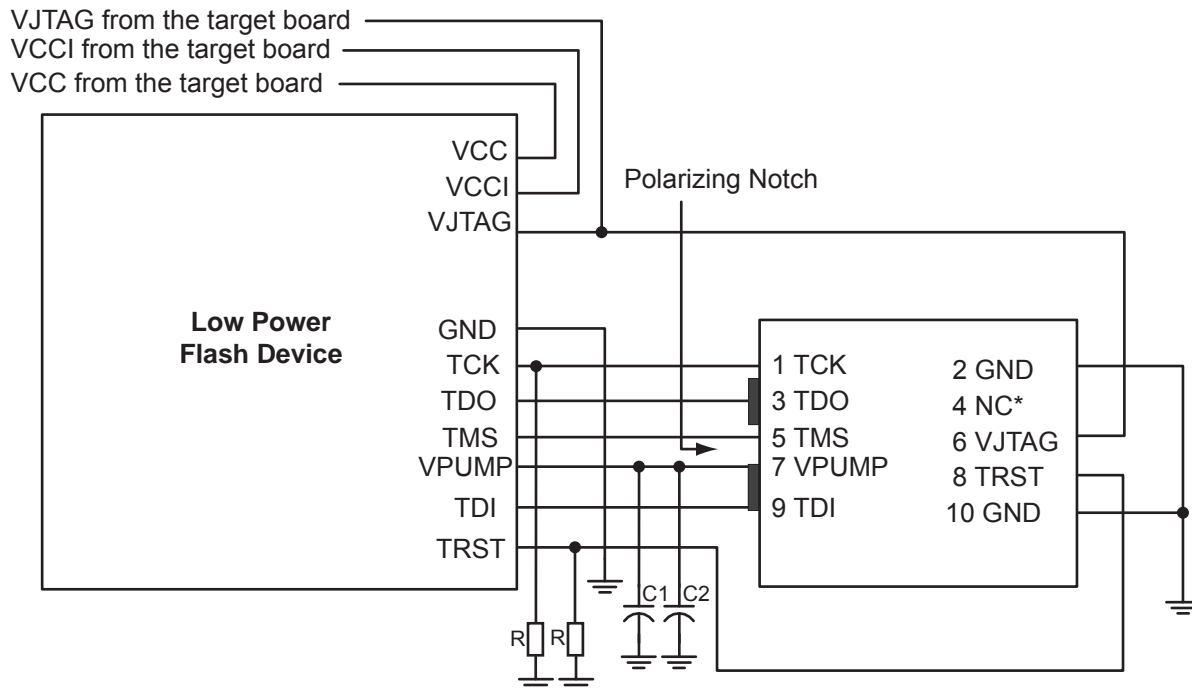 VJTAG from the target board
VCCI from the target board
VCC from the target board
VCC
VCCI
VJTAG
Polarizing Notch
Low Power
Flash Device
GND
TCK
TDO
TMS
VPUMP
TDI
TRST
1 TCK
3 TDO
5 TMS
7 VPUMP
9 TDI
2 GND
4 NC*
6 VJTAG
8 TRST
10 GND
C1
C2
R
R